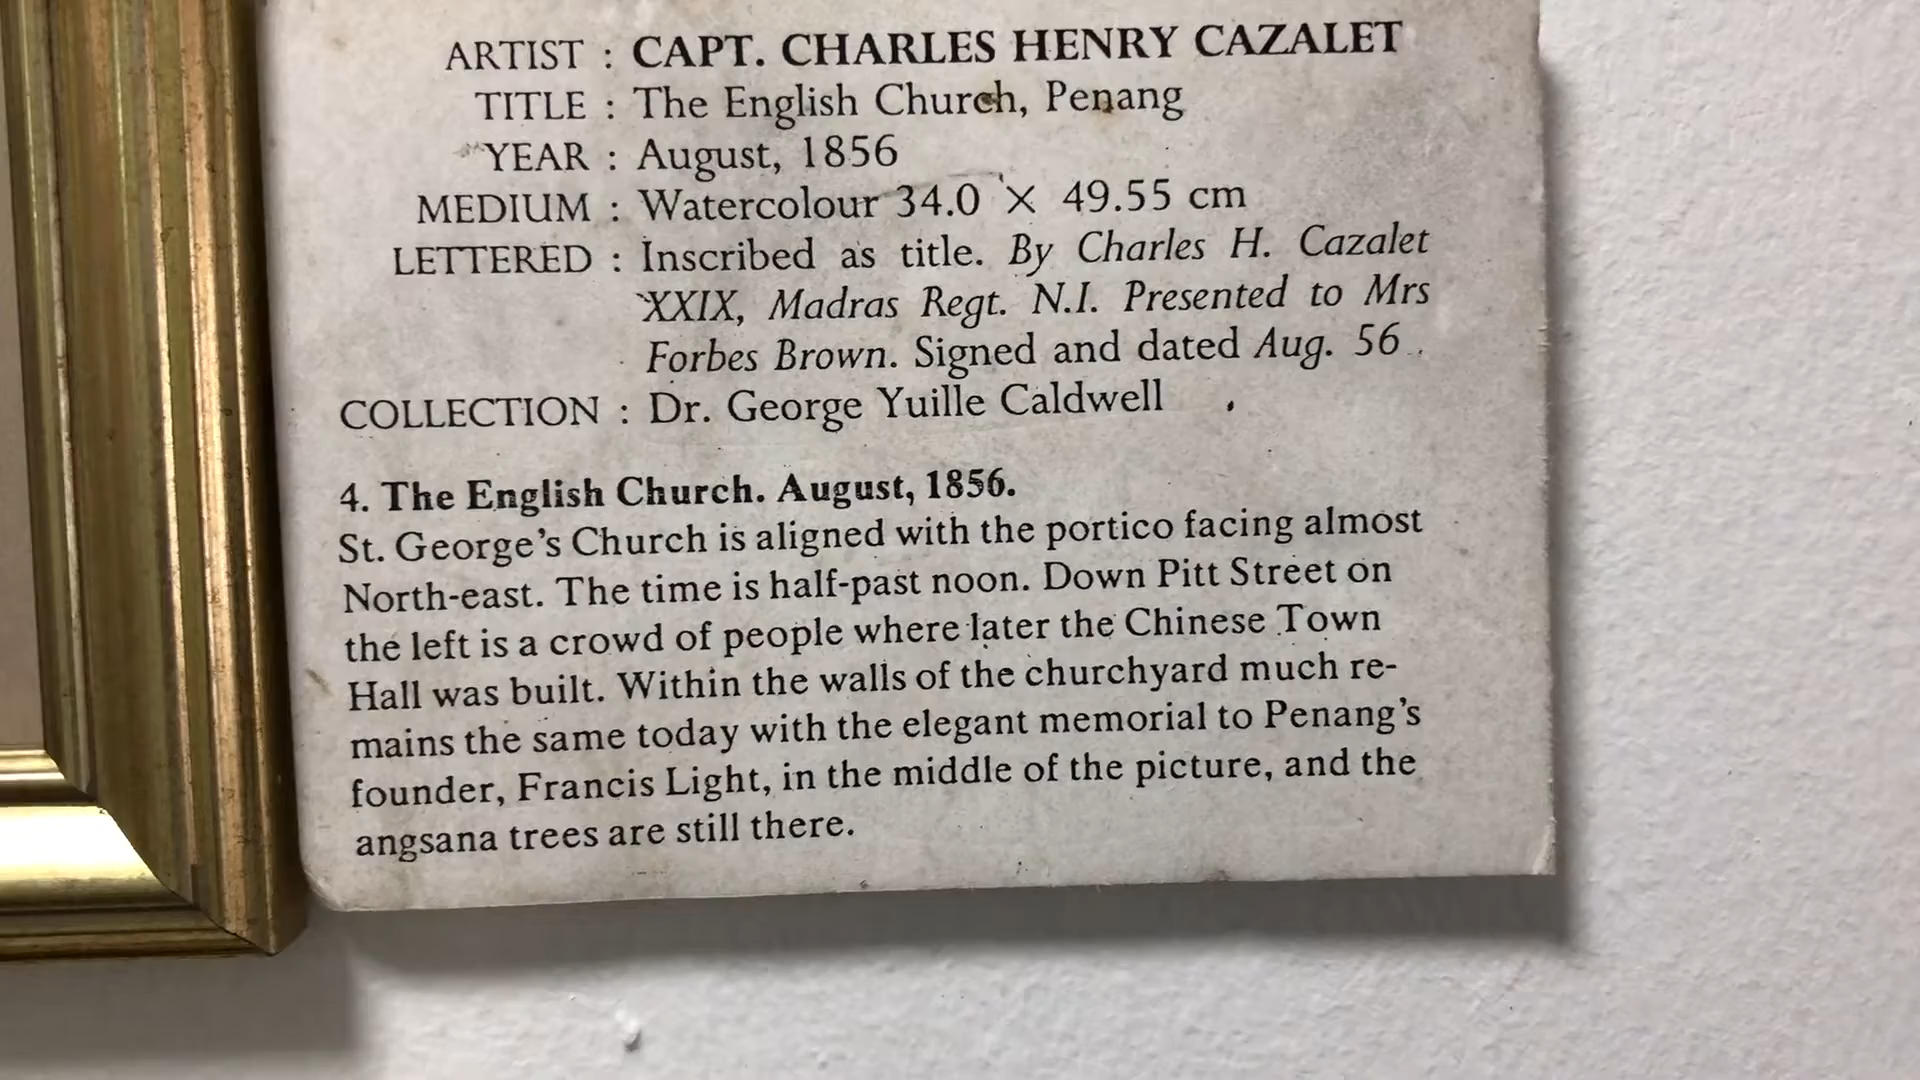 ARTIST : CAPT. CHARLES HENRY CAZALET
TITLE : The English Church, Penang
YEAR : August, 1856
MEDIUM : Watercolour 34.0 × 49.55 cm
LETTERED : Inscribed as title. By Charles H. Cazalet
XXIX, Madras Regt. N.I. Presented to Mrs
Forbes Brown. Signed and dated Aug. 56
COLLECTION : Dr. George Yuille Caldwell
4. The English Church. August, 1856.
St. George's Church is aligned with the portico facing almost
North-east. The time is half-past noon. Down Pitt Street on
the left is a crowd of people where later the Chinese Town
Hall was built. Within the walls of the churchyard much re-
mains the same today with the elegant memorial to Penang's
founder, Francis Light, in the middle of the picture, and the
angsana trees are still there.